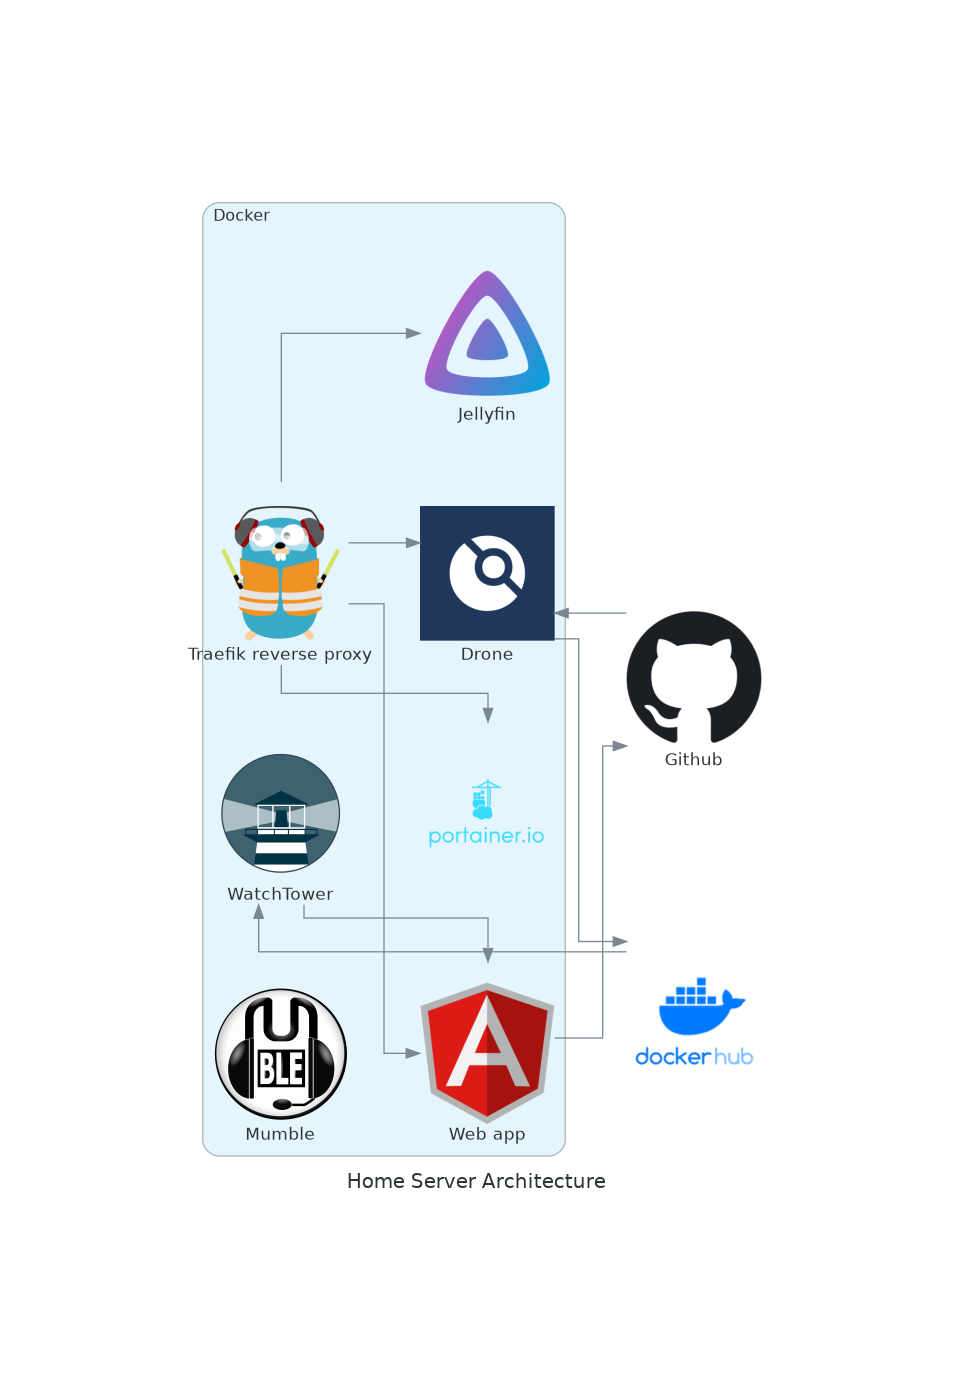 Docker
Jellyfin
Traefik reverse proxy
Drone
Github
portainer.io
WatchTower
BLE
Mumble
Web app
docker hub
Home Server Architecture